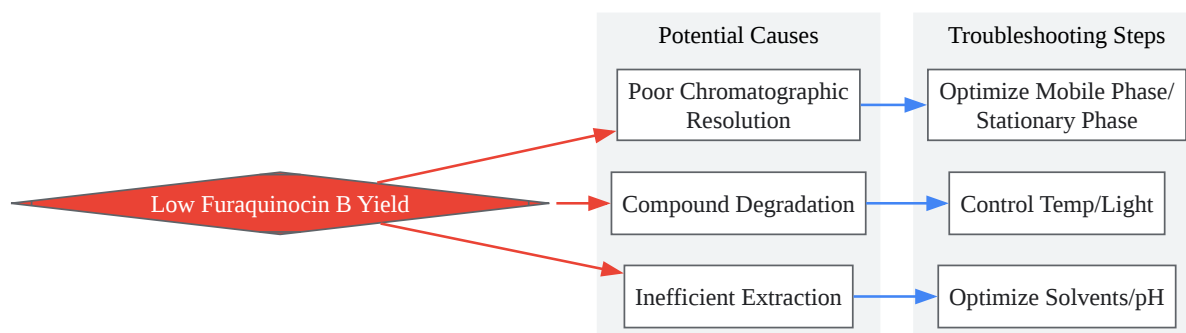 Potential Causes
Troubleshooting Steps
Poor Chromatographic
Resolution
Optimize Mobile Phase/
Stationary Phase
Low Furaquinocin B Yield
Compound Degradation
Control Temp/Light
Inefficient Extraction
Optimize Solvents/pH